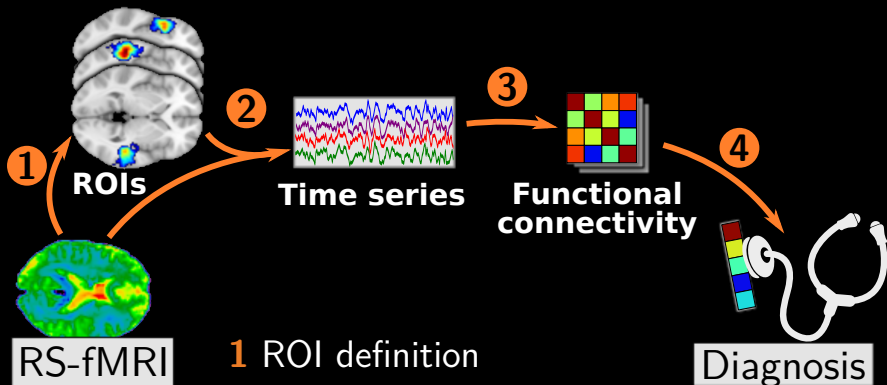 1
ROIs
2
Time series
3
Functional
connectivity
4
RS-fMRI
1 ROI definition
Diagnosis